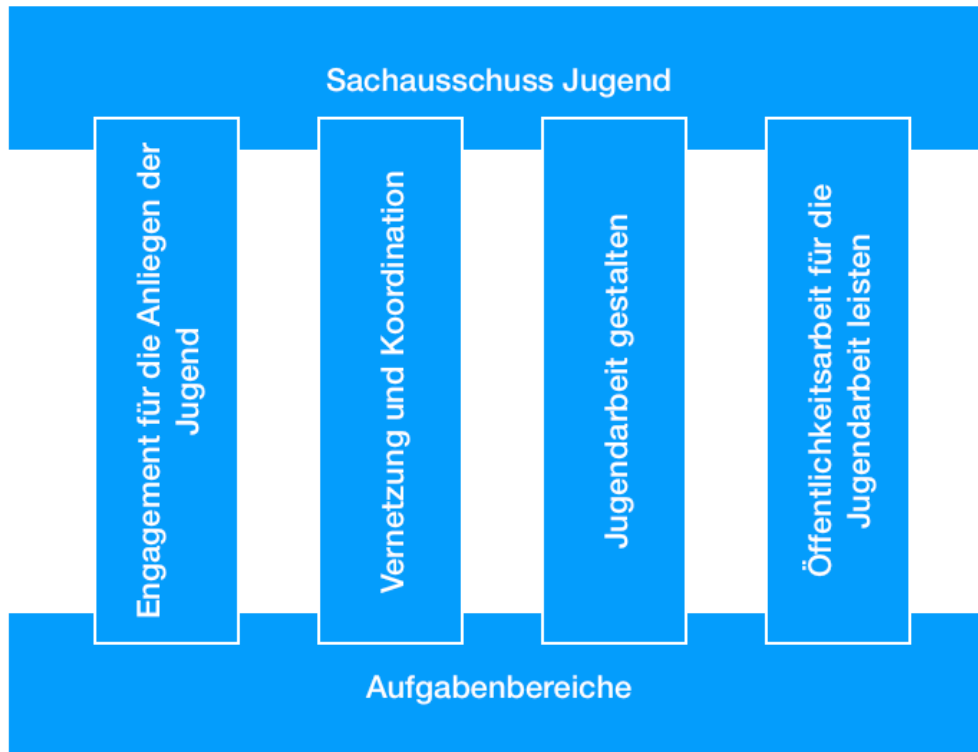 Sachausschuss Jugend
Engagement für die Anliegen der
Jugend
Vernetzung und Koordination
Jugendarbeit gestalten
Öffentlichkeitsarbeit für die
Jugendarbeit leisten
Aufgabenbereiche